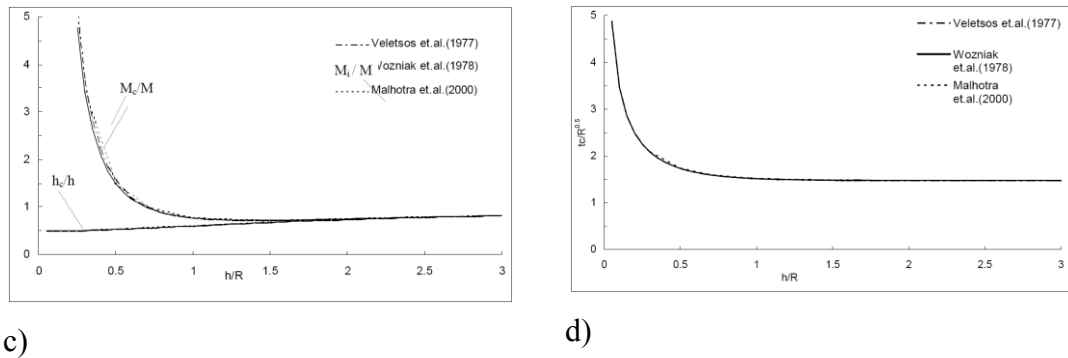 5
4
3
2
1
0
0
0.5
1
1.5
2
2.5
3
h/R
Veletsos et.al.(1977)
Wozniak et.al.(1978)
Malhotra et.al.(2000)
Mᵢ / M
M_c/M
h_c/h
c)
5
4
3
2
1
0
tc/R^0.5
0
0.5
1
1.5
2
2.5
3
h/R
Veletsos et.al.(1977)
Wozniak
et.al.(1978)
Malhotra
et.al.(2000)
d)